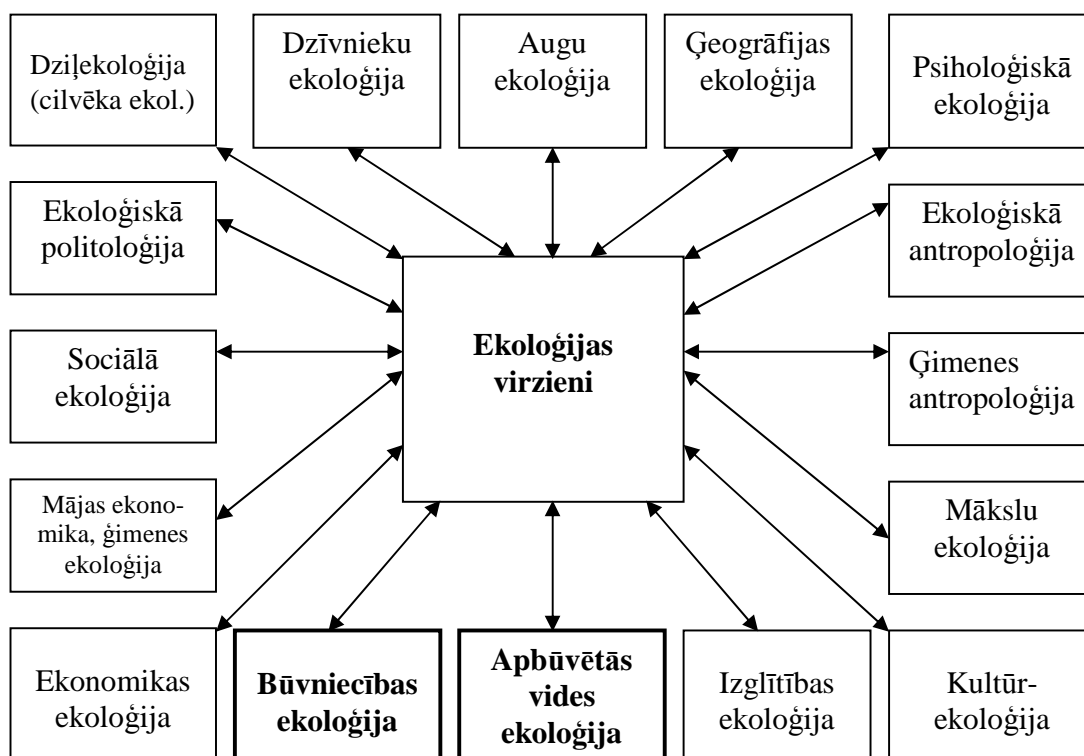 Dziļekoloģija
(cilvēka ekol.)
Dzīvnieku
ekoloģija
Augu
ekoloģija
Ģeogrāfijas
ekoloģija
Psiholoģiskā
ekoloģija
Ekoloģiskā
politoloģija
Ekoloģiskā
antropoloģija
Ekoloģijas
virzieni
Sociālā
ekoloģija
Ģimenes
antropoloģija
Mājas ekono-
mika, ģimenes
ekoloģija
Mākslu
ekoloģija
Ekonomikas
ekoloģija
Būvniecības
ekoloģija
Apbūvētās
vides
ekoloģija
Izglītības
ekoloģija
Kultūr-
ekoloģija